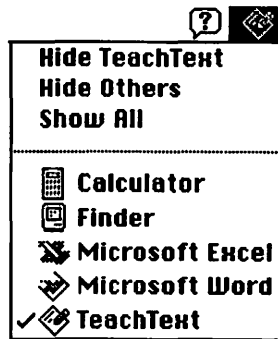 ?
Hide TeachText
Hide Others
Show All
Calculator
Finder
Microsoft Excel
Microsoft Word
✓ TeachText